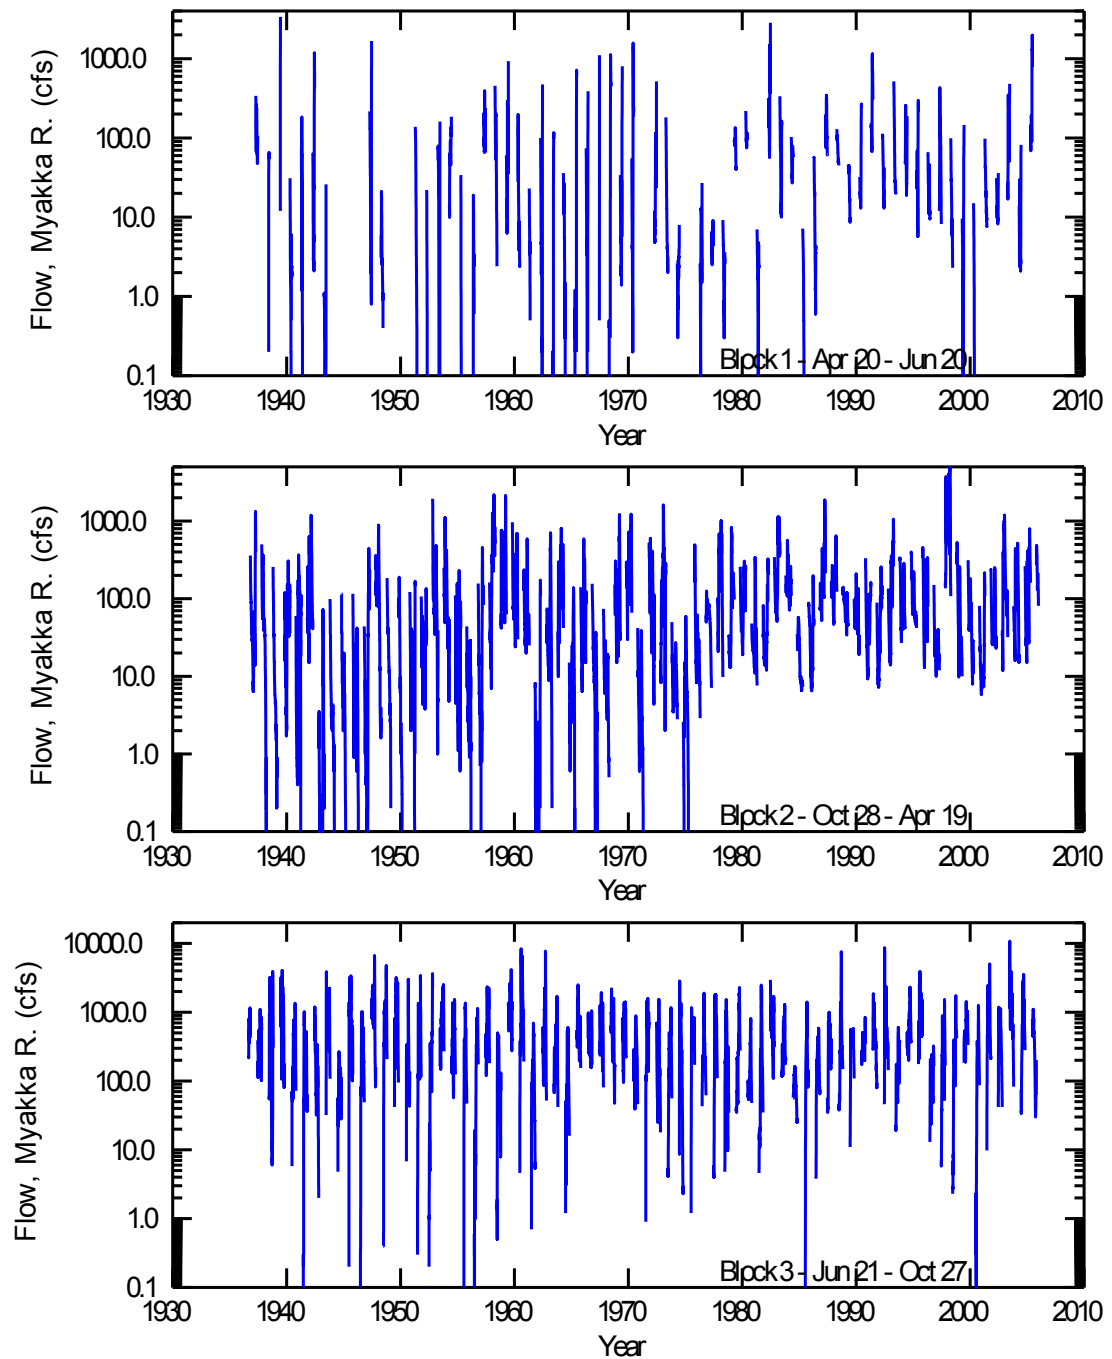 Flow, Myakka R. (cfs)
1000.0
100.0
10.0
1.0
0.1
Block 1 - Apr 20 - Jun 20
1930 1940 1950 1960 1970 1980 1990 2000 2010
Year
Flow, Myakka R. (cfs)
1000.0
100.0
10.0
1.0
0.1
Block 2 - Oct 28 - Apr 19
1930 1940 1950 1960 1970 1980 1990 2000 2010
Year
Flow, Myakka R. (cfs)
10000.0
1000.0
100.0
10.0
1.0
0.1
Block 3 - Jun 21 - Oct 27
1930 1940 1950 1960 1970 1980 1990 2000 2010
Year